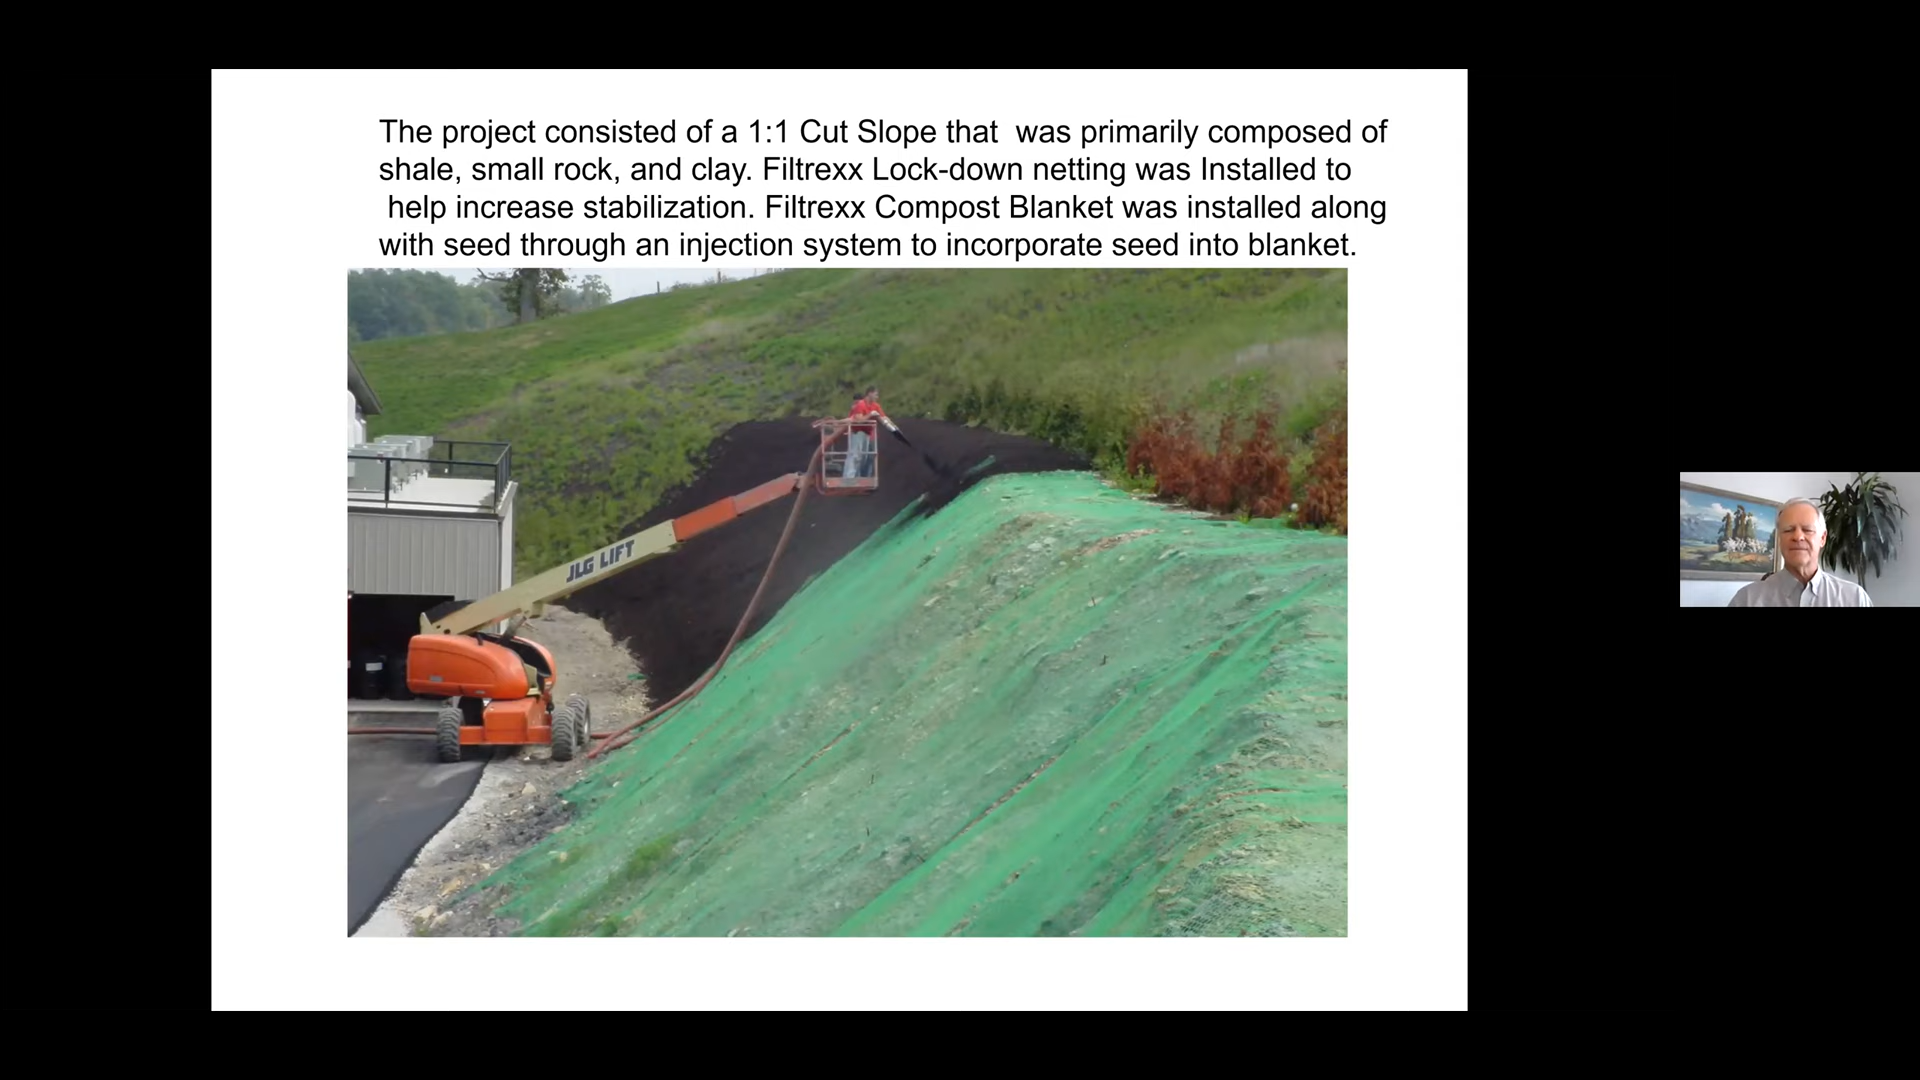 The project consisted of a 1:1 Cut Slope that  was primarily composed of
shale, small rock, and clay. Filtrexx Lock-down netting was Installed to
help increase stabilization. Filtrexx Compost Blanket was installed along
with seed through an injection system to incorporate seed into blanket.
JLG LIFT